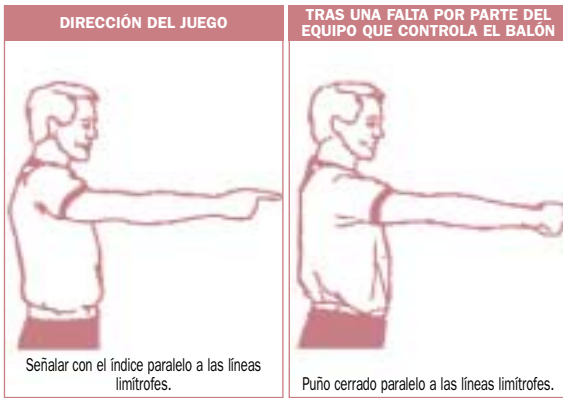 DIRECCIÓN DEL JUEGO
TRAS UNA FALTA POR PARTE DEL
EQUIPO QUE CONTROLA EL BALÓN
Señalar con el índice paralelo a las líneas
limítrofes.
Puño cerrado paralelo a las líneas limítrofes.